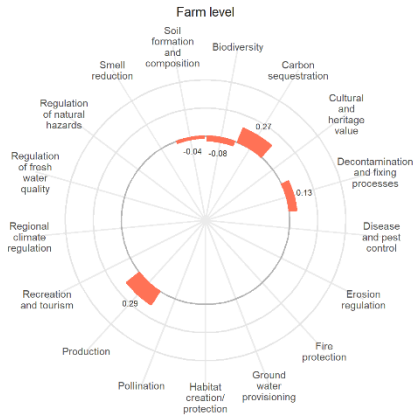 Farm level
Soil
formation
and
composition
Biodiversity
Smell
reduction
Carbon
sequestration
Regulation
of natural
hazards
Cultural
and
heritage
value
0.27
-0.04
-0.08
Regulation
of fresh
water
quality
Decontamination
and fixing
processes
0.13
Regional
climate
regulation
Disease
and pest
control
Recreation
and tourism
Erosion
regulation
0.29
Production
Fire
protection
Pollination
Habitat
creation/
protection
Ground
water
provisioning